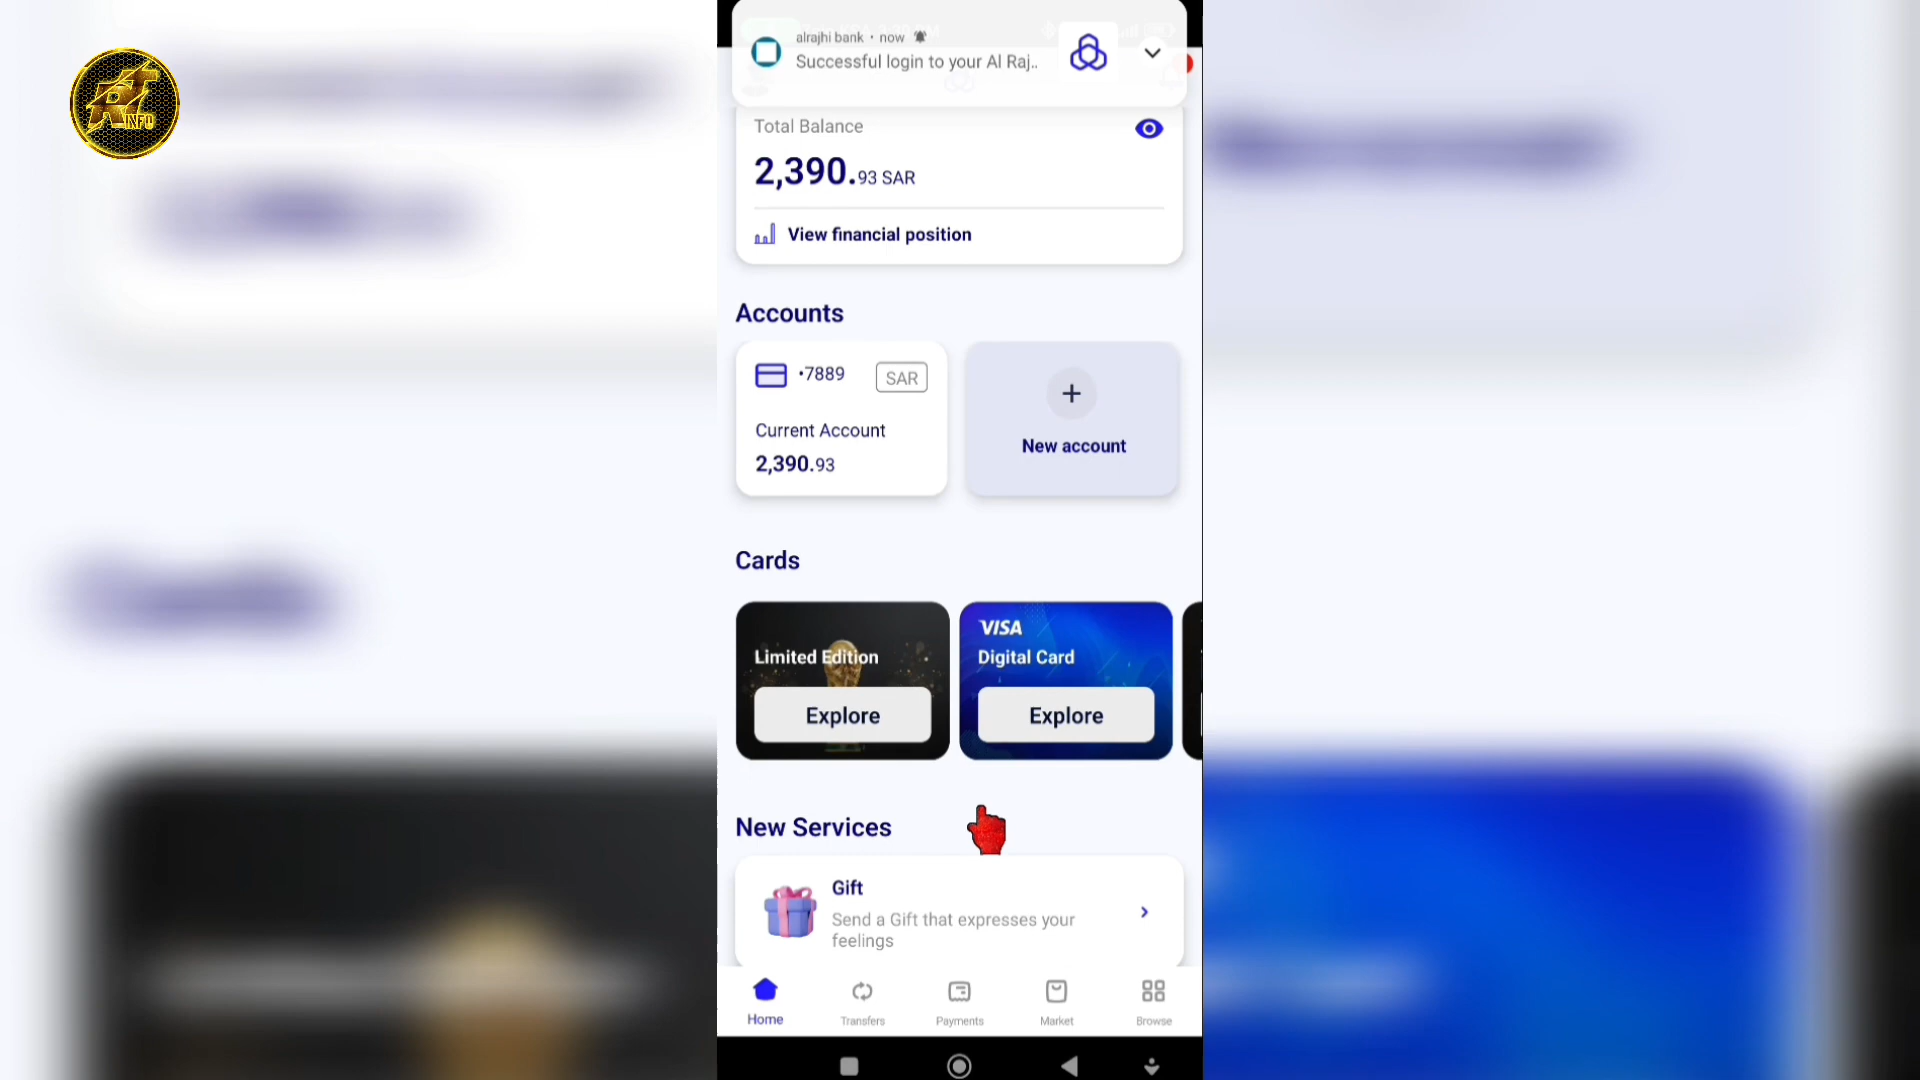 RT INFO
alrajhi bank • now
Successful login to your Al Raj..
Total Balance
2,390.93 SAR
View financial position
Accounts
•7889 SAR
Current Account
2,390.93
+
New account
Cards
Limited Edition
Explore
VISA
Digital Card
Explore
New Services
Gift
Send a Gift that expresses your
feelings
Home Transfers Payments Market Browse